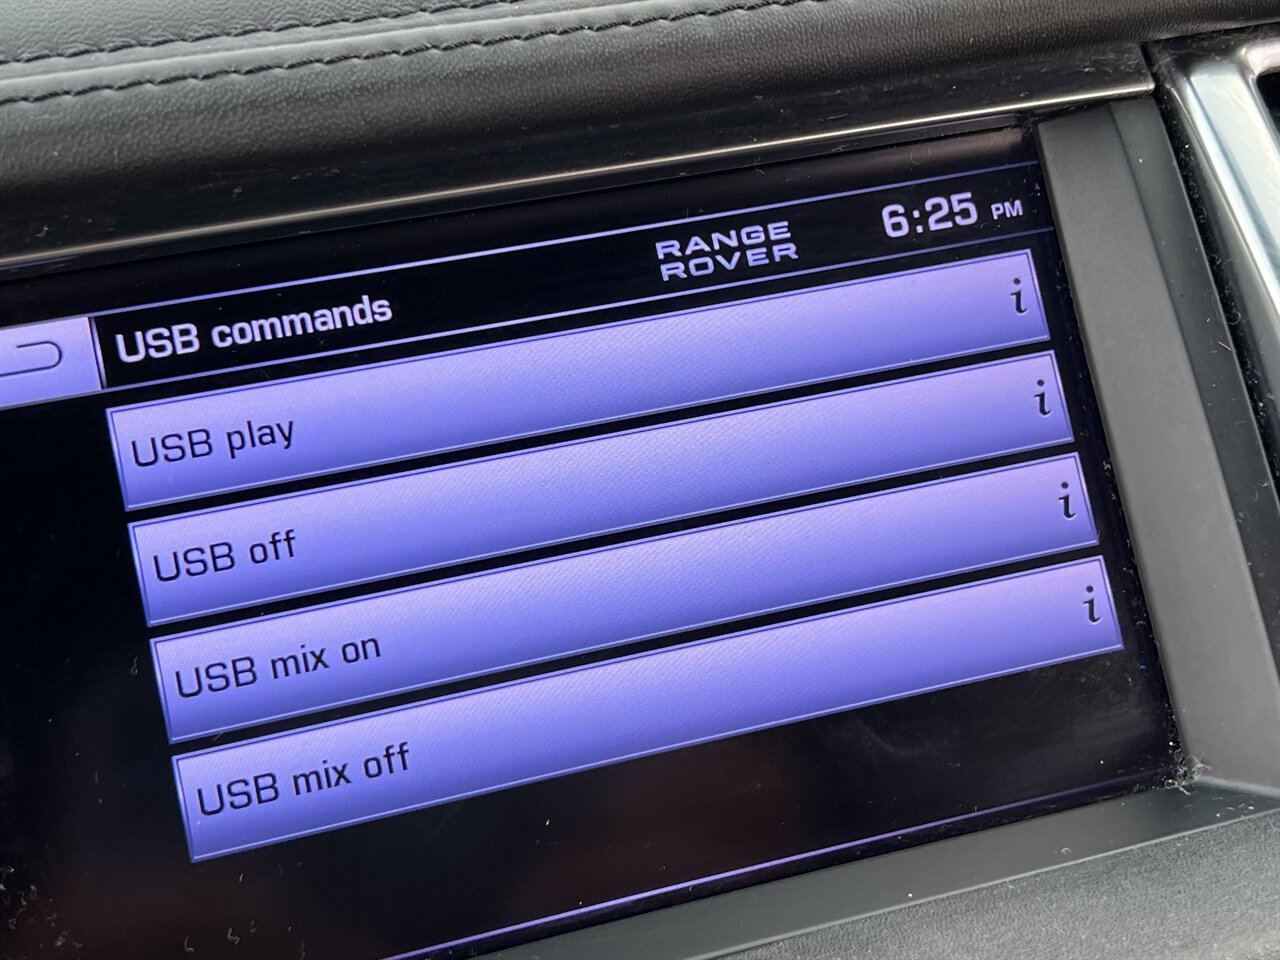 RANGE
ROVER
6:25 PM
USB commands
USB play
i
USB off
i
USB mix on
i
USB mix off
i